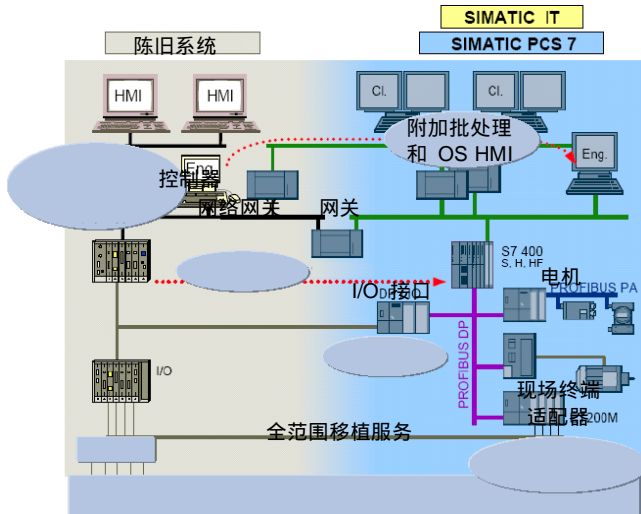 SIMATIC IT
陈旧系统
SIMATIC PCS 7
HMI
HMI
Cl.
Cl.
附加批处理
和 OS HMI
Eng.
Eng.
控制器
网络网关
网关
S7 400
S, H, HF
电机
I/O 接口
PROFIBUS PA
PROFIBUS DP
I/O
现场终端
适配器
200M
全范围移植服务